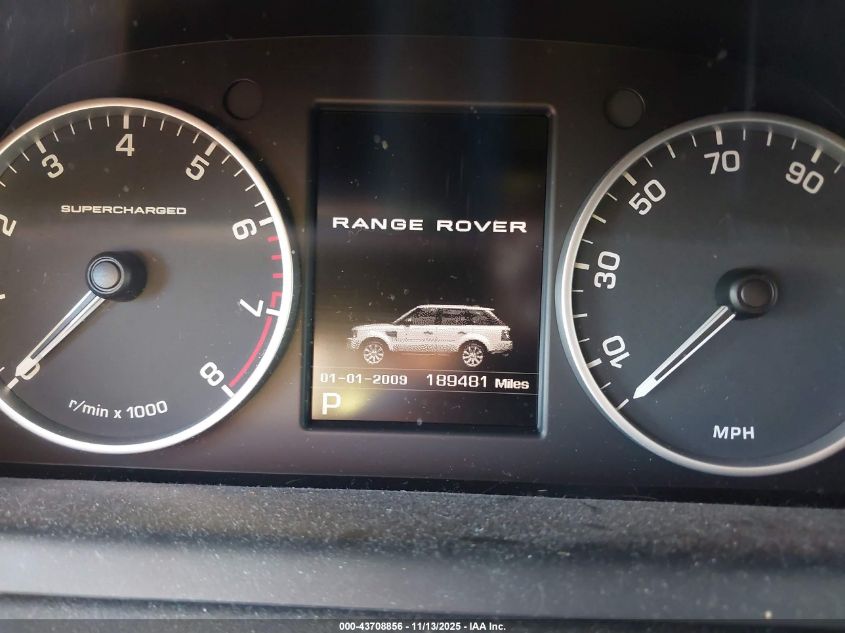 2
3
4
5
6
7
8
SUPERCHARGED
0
r/min x 1000
RANGE ROVER
01-01-2009 189481 Miles
P
10
30
50
70
90
MPH
000-43708856 - 11/13/2025 - IAA Inc.